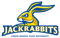 JACKRABBITS
SOUTH DAKOTA STATE UNIVERSITY